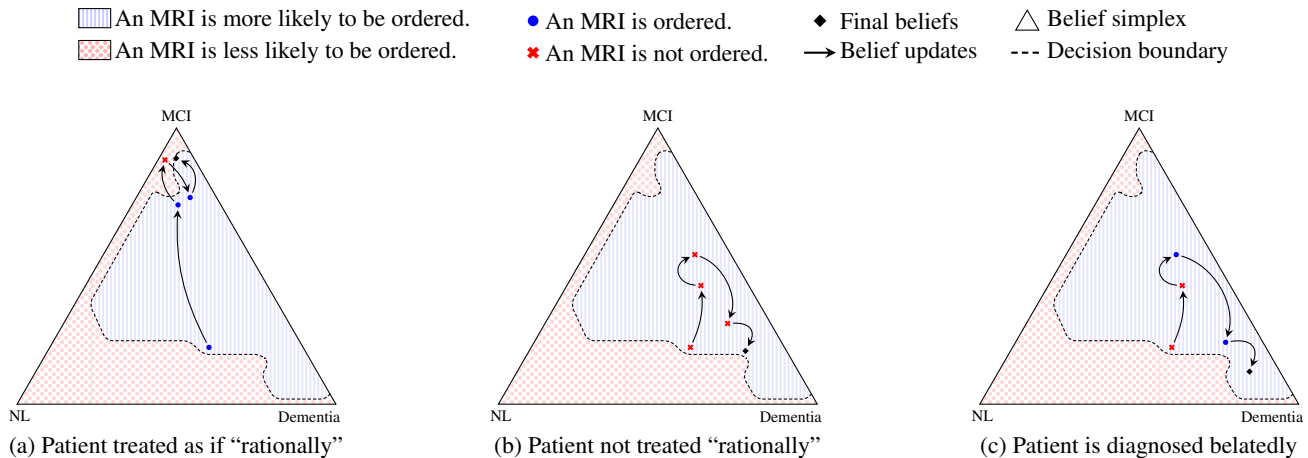 An MRI is more likely to be ordered. An MRI is ordered. Final beliefs Belief simplex
An MRI is less likely to be ordered. An MRI is not ordered. Belief updates Decision boundary
MCI MCI MCI
NL Dementia NL Dementia NL Dementia
(a) Patient treated as if “rationally” (b) Patient not treated “rationally” (c) Patient is diagnosed belatedly